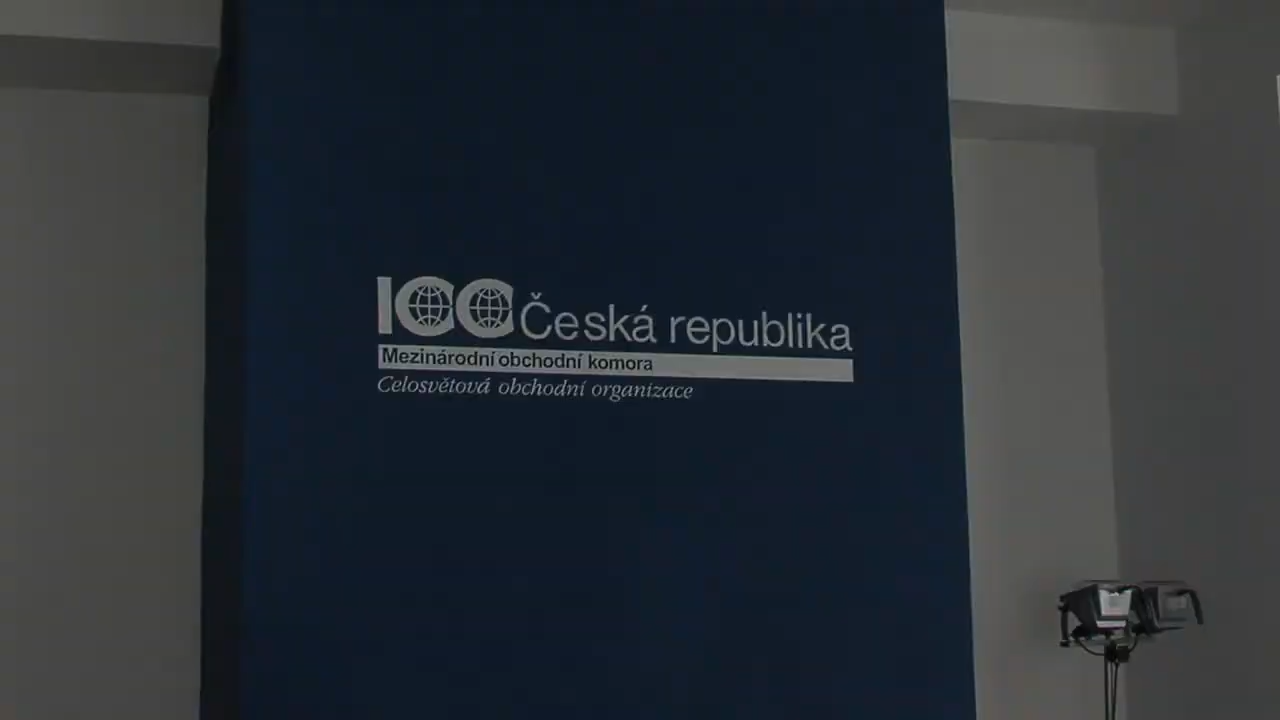 ICC Česká republika
Mezinárodní obchodní komora
Celosvětová obchodní organizace